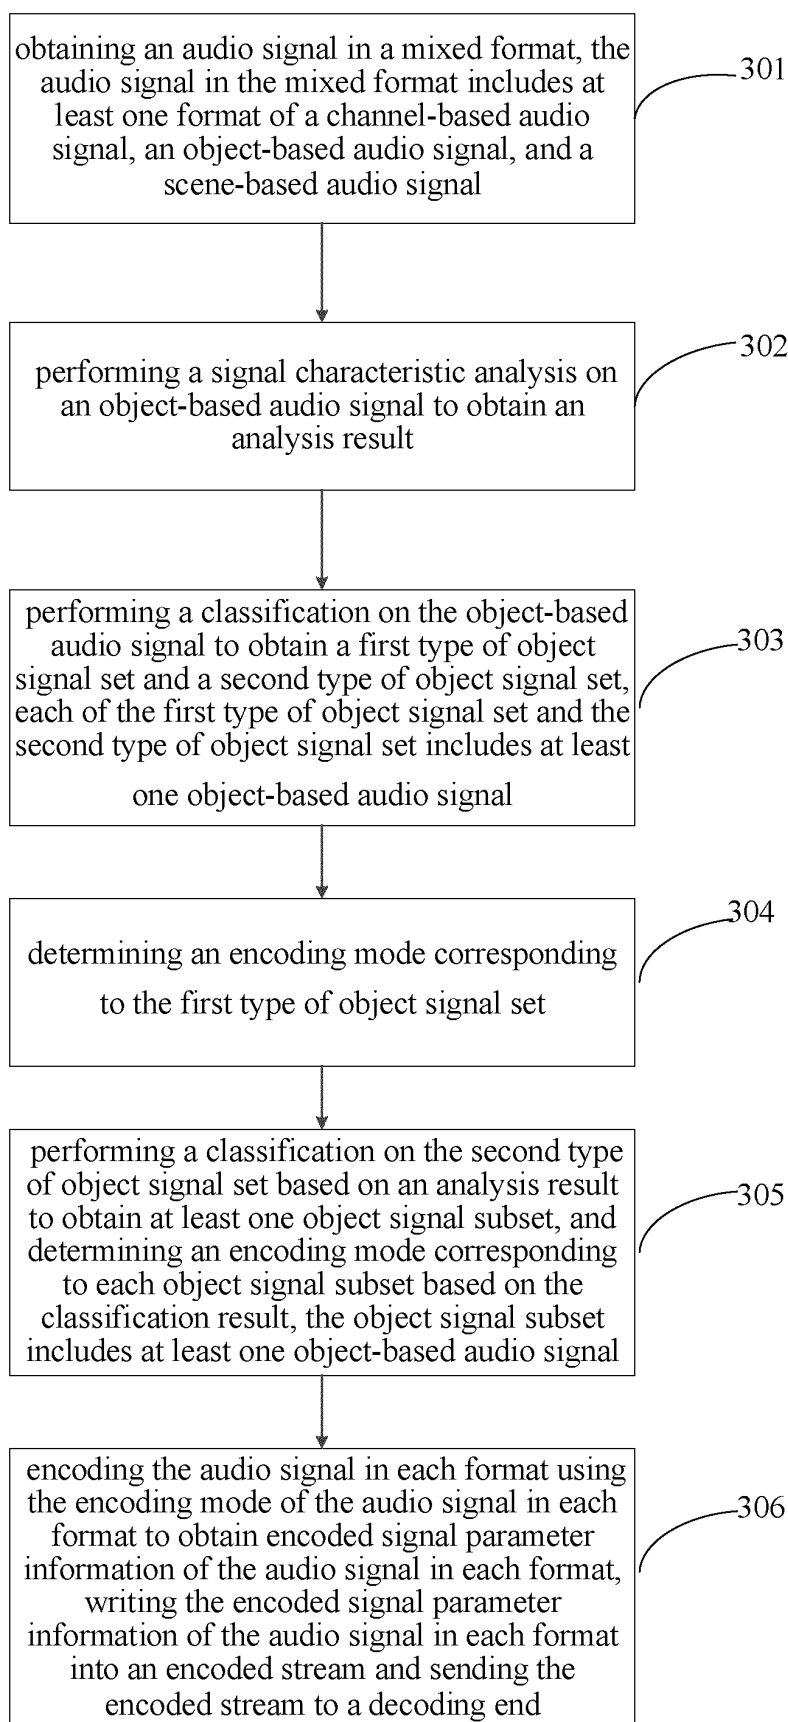 obtaining an audio signal in a mixed format, the
audio signal in the mixed format includes at
least one format of a channel-based audio
signal, an object-based audio signal, and a
scene-based audio signal
301
performing a signal characteristic analysis on
an object-based audio signal to obtain an
analysis result
302
performing a classification on the object-based
audio signal to obtain a first type of object
signal set and a second type of object signal set,
each of the first type of object signal set and the
second type of object signal set includes at least
one object-based audio signal
303
determining an encoding mode corresponding
to the first type of object signal set
304
performing a classification on the second type
of object signal set based on an analysis result
to obtain at least one object signal subset, and
determining an encoding mode corresponding
to each object signal subset based on the
classification result, the object signal subset
includes at least one object-based audio signal
305
encoding the audio signal in each format using
the encoding mode of the audio signal in each
format to obtain encoded signal parameter
information of the audio signal in each format,
writing the encoded signal parameter
information of the audio signal in each format
into an encoded stream and sending the
encoded stream to a decoding end
306